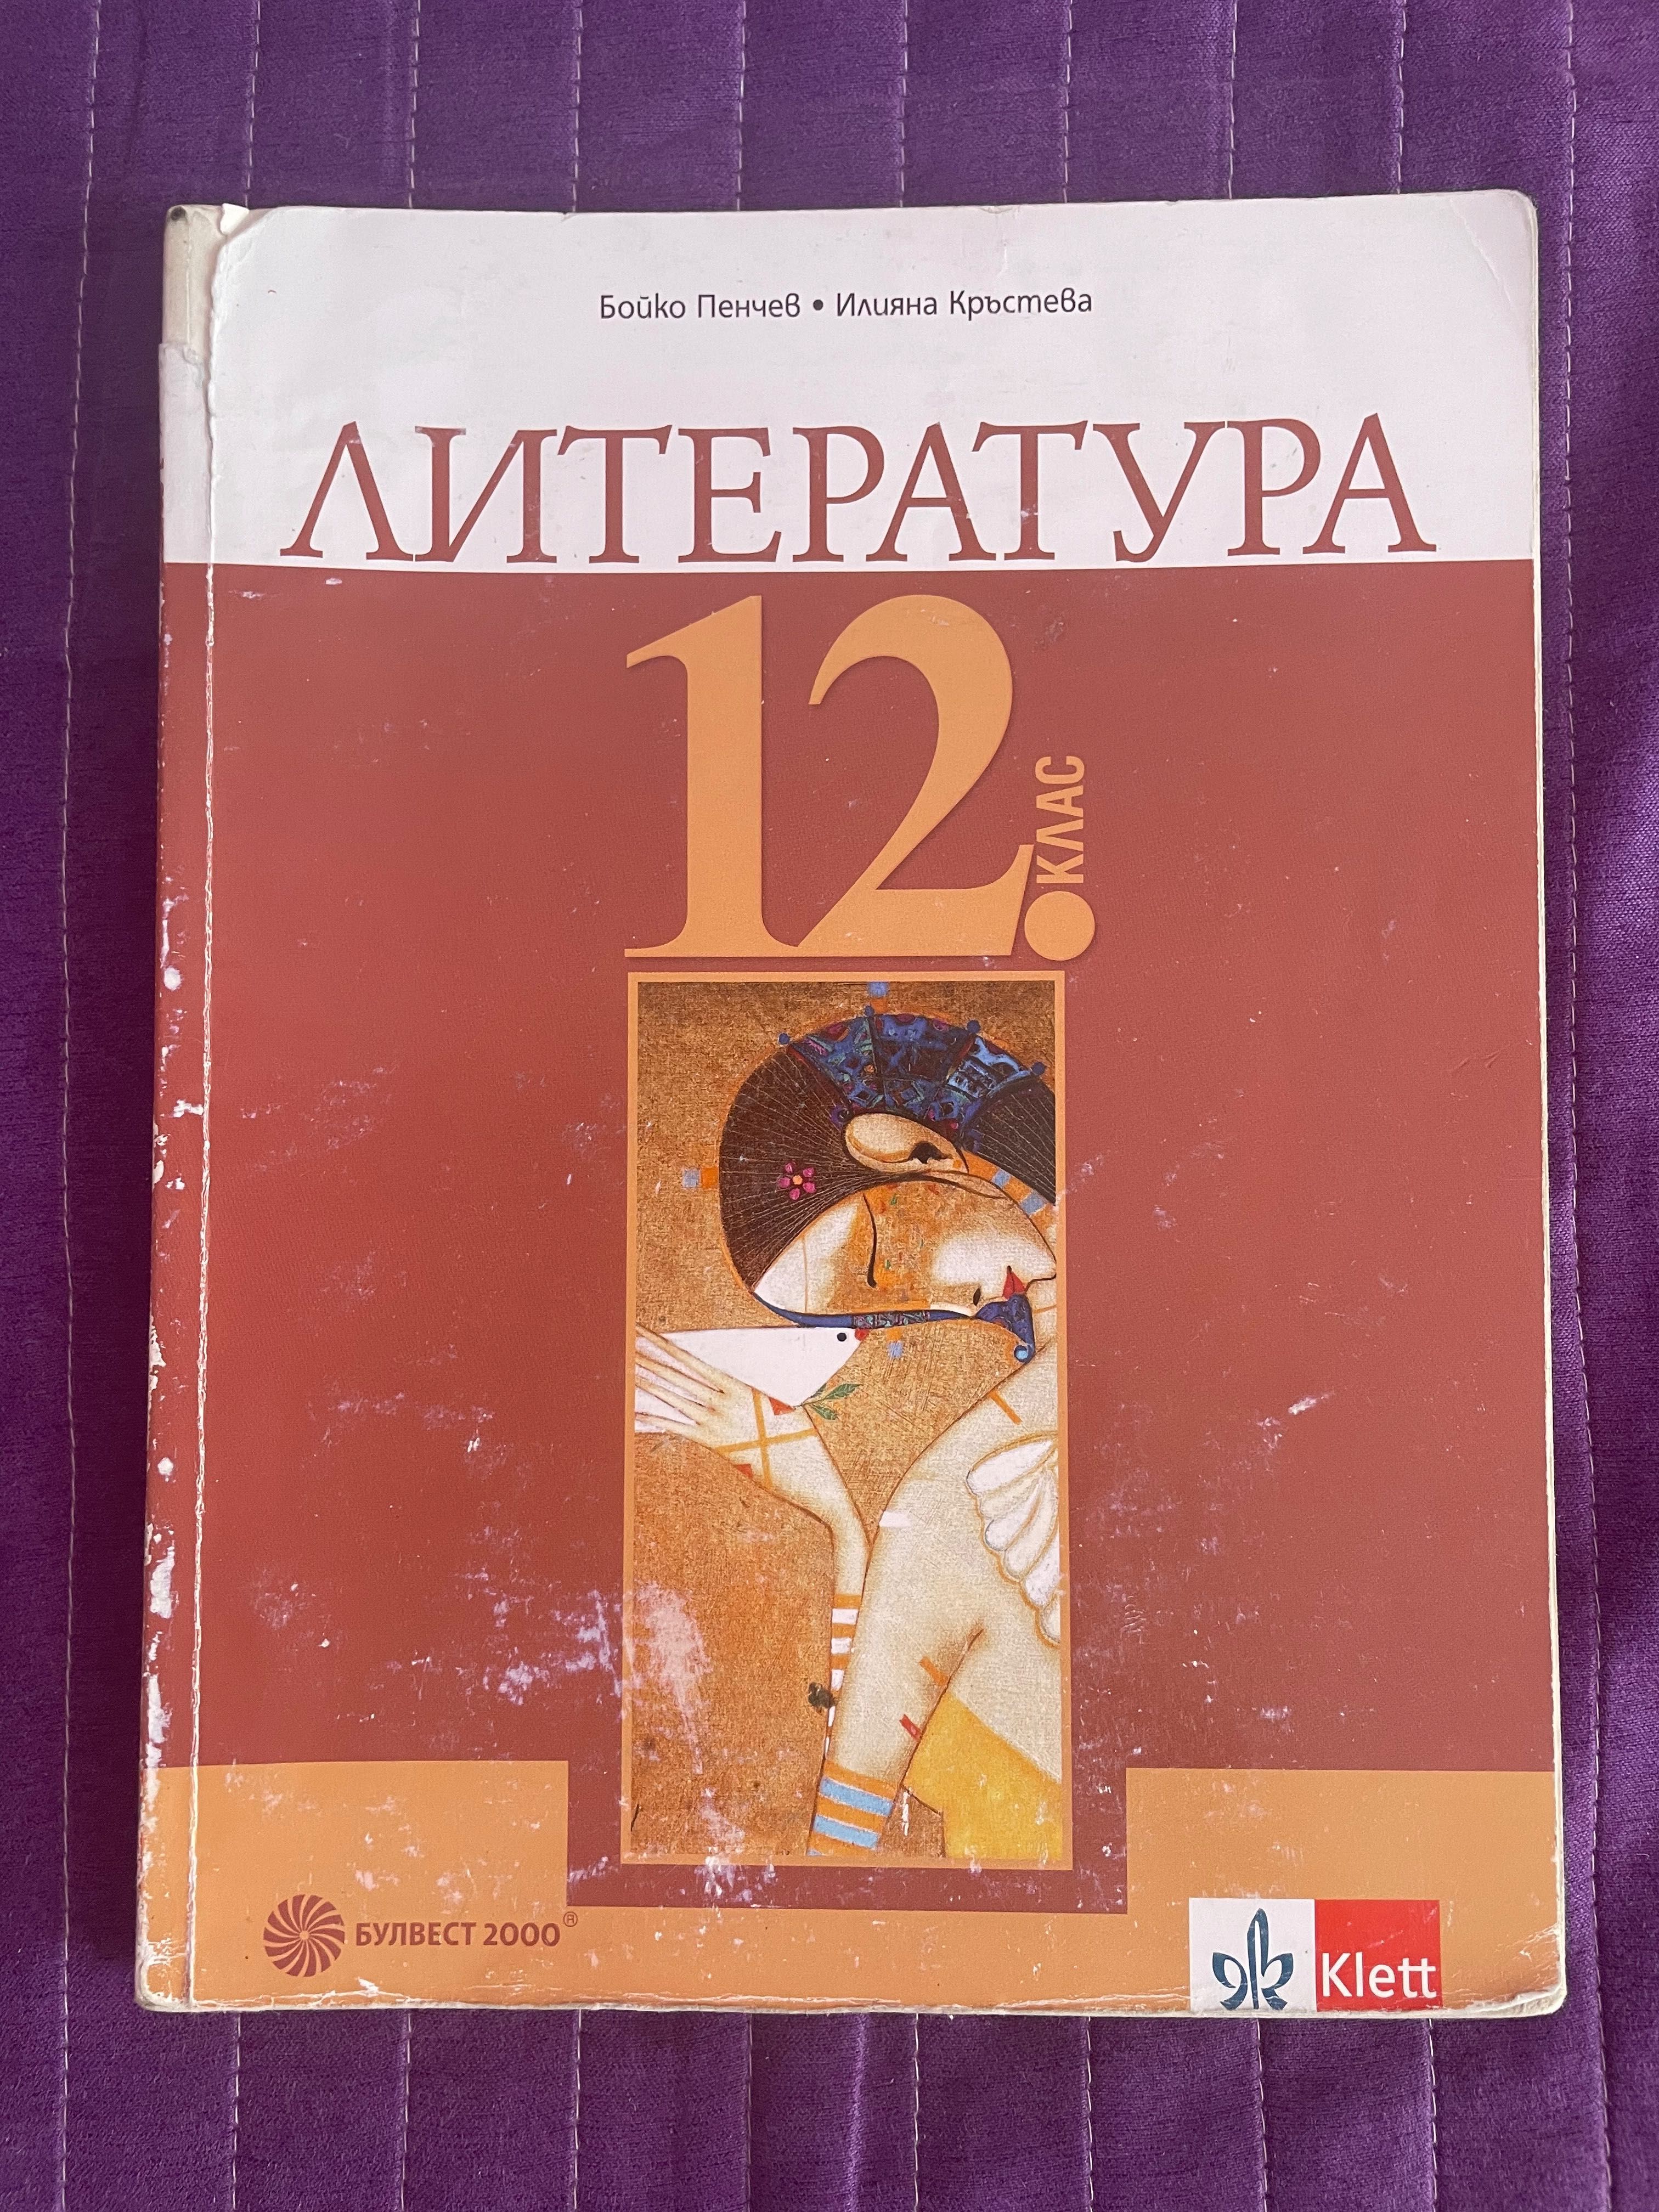 Бойко Пенчев • Илияна Кръстева
ЛИТЕРАТУРА
12.
КЛАС
БУЛВЕСТ 2000®
Klett